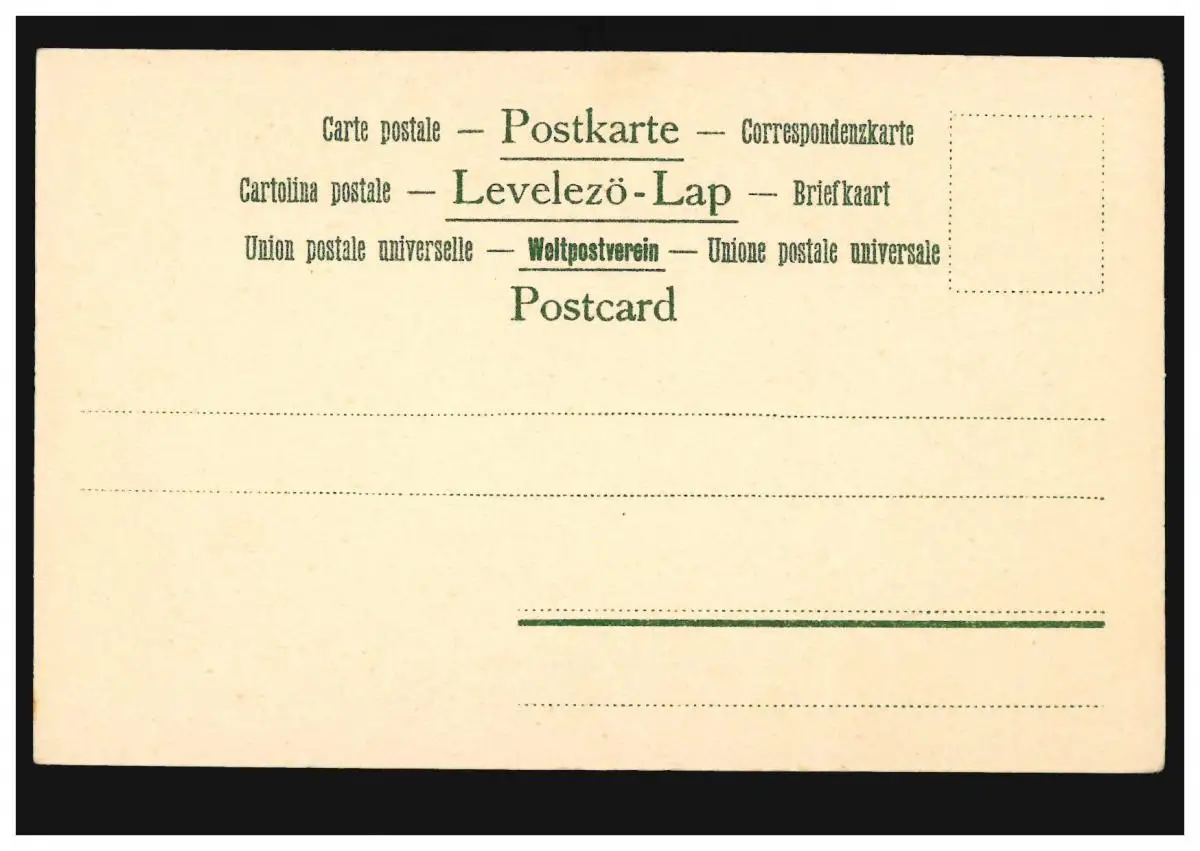 Carte postale — Postkarte — Correspondenzkarte
Cartolina postale — Levelezö-Lap — Briefkaart
Union postale universelle — Weltpostverein — Unione postale universale
Postcard